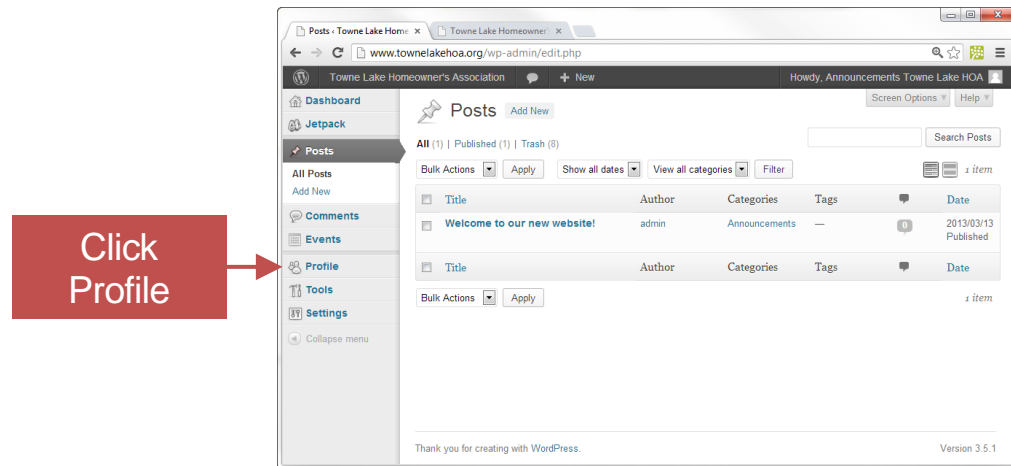 Posts ‹ Towne Lake Home
Towne Lake Homeowner'
www.townelakehoa.org/wp-admin/edit.php
Towne Lake Homeowner's Association
+ New
Howdy, Announcements Towne Lake HOA
Dashboard
Jetpack
Posts
All Posts
Add New
Comments
Events
Profile
Tools
Settings
Collapse menu
Click
Profile
Screen Options
Help
Posts
Add New
All (1) | Published (1) | Trash (8)
Search Posts
Bulk Actions
Apply
Show all dates
View all categories
Filter
1 item
Title Author Categories Tags Date
Welcome to our new website! admin Announcements — 0 2013/03/13
Published
Title Author Categories Tags Date
Bulk Actions
Apply
1 item
Thank you for creating with WordPress.
Version 3.5.1